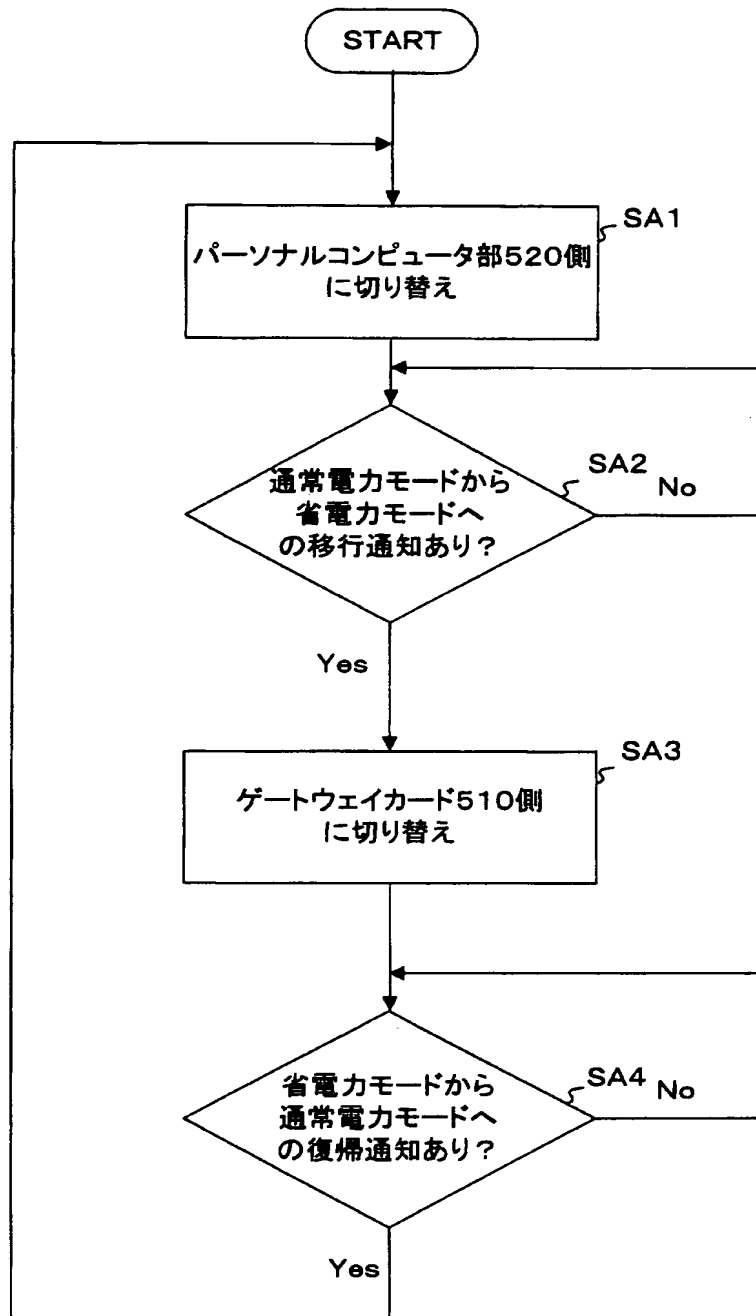 START
SA1
パーソナルコンピュータ部520側
に切り替え
SA2
No
通常電力モードから
省電力モードへ
の移行通知あり?
Yes
SA3
ゲートウェイカード510側
に切り替え
SA4
No
省電力モードから
通常電力モードへ
の復帰通知あり?
Yes